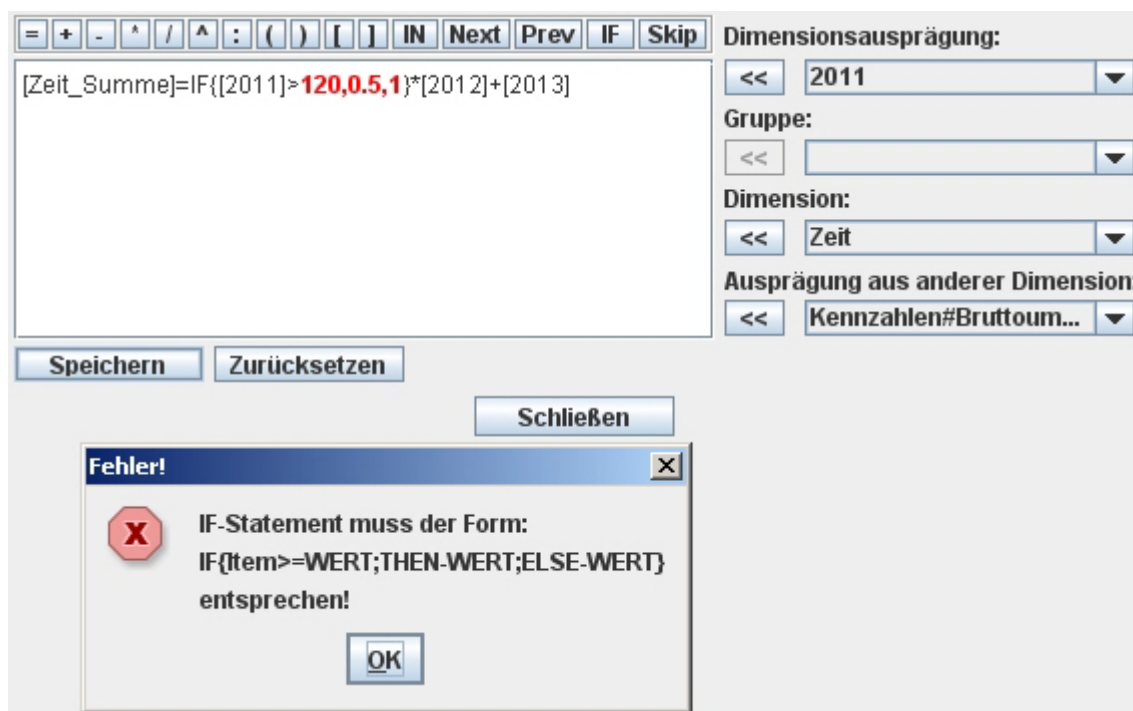 = + - * / ^ : ( ) [ ] IN Next Prev IF Skip
[Zeit_Summe]=IF{[2011]>120,0.5,1}*[2012]+[2013]
Dimensionsausprägung:
<< 2011
Gruppe:
<<
Dimension:
<< Zeit
Ausprägung aus anderer Dimension:
<< Kennzahlen#Bruttoum...
Speichern Zurücksetzen
Schließen
Fehler!
X
IF-Statement muss der Form:
IF{Item>=WERT;THEN-WERT;ELSE-WERT}
entsprechen!
OK